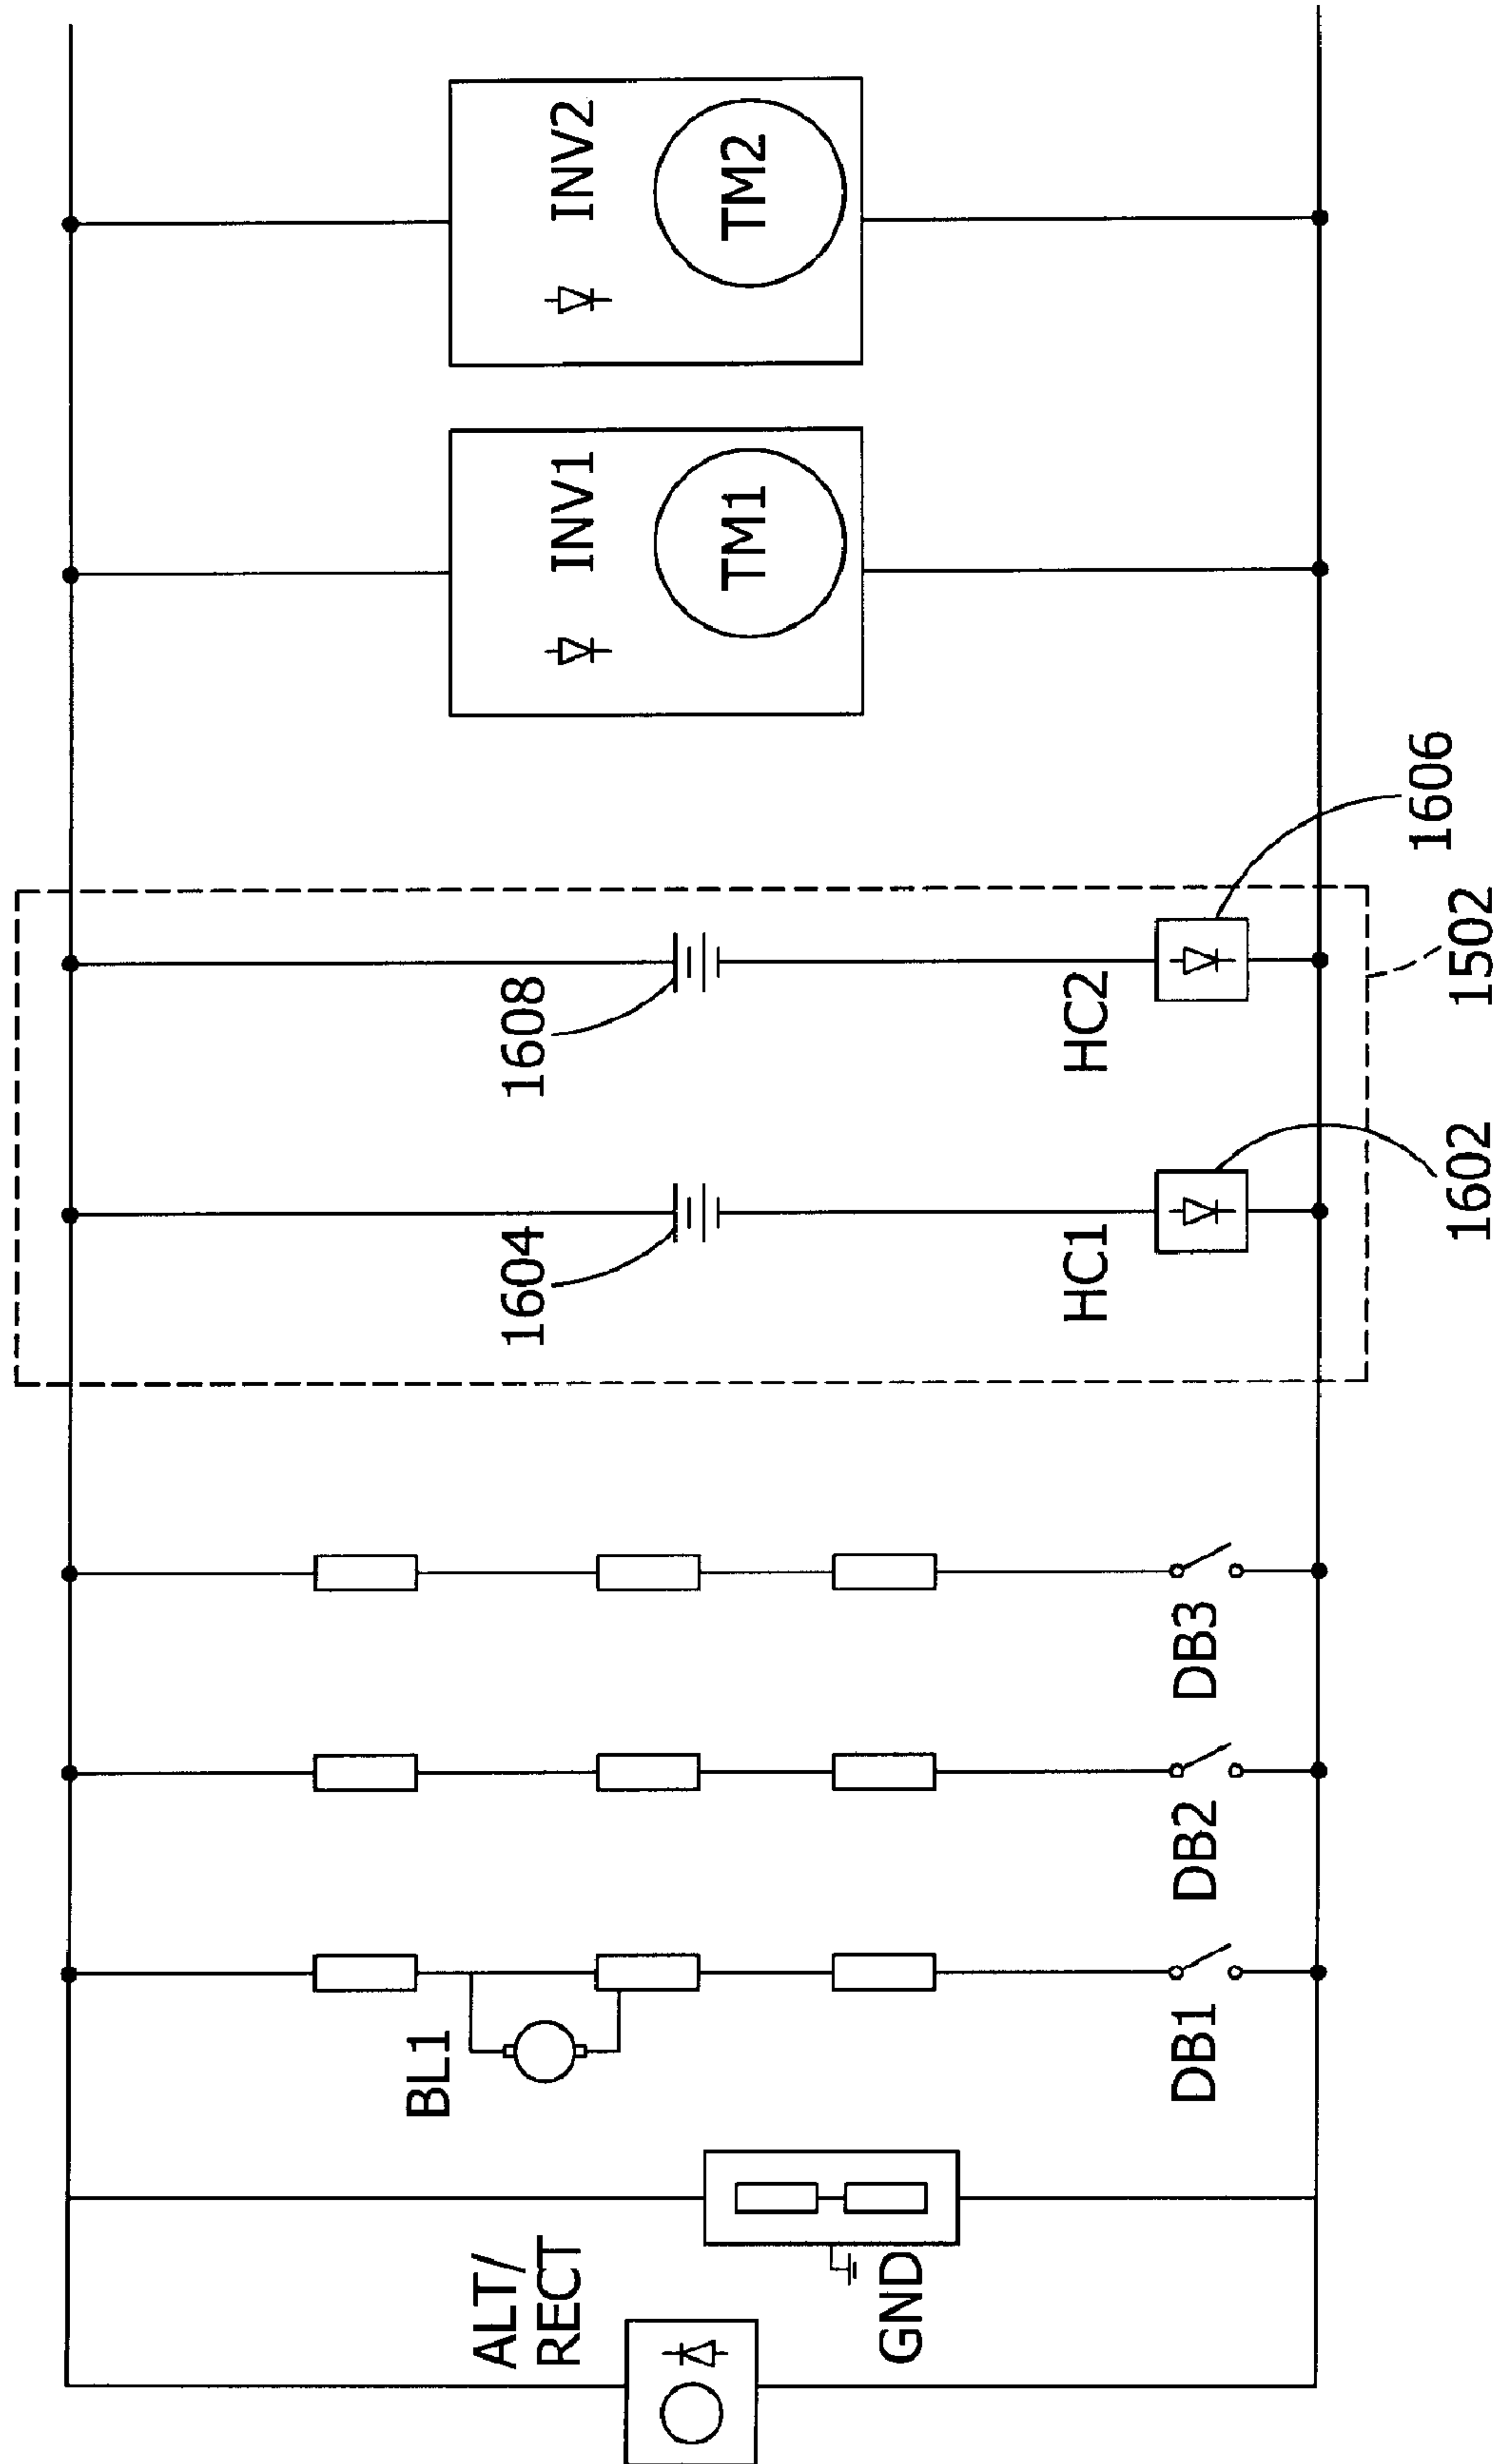 ALT/
RECT
GND
BL1
DB1
DB2
DB3
1604
HC1
1602
1608
HC2
1606
1502
INV1
TM1
INV2
TM2